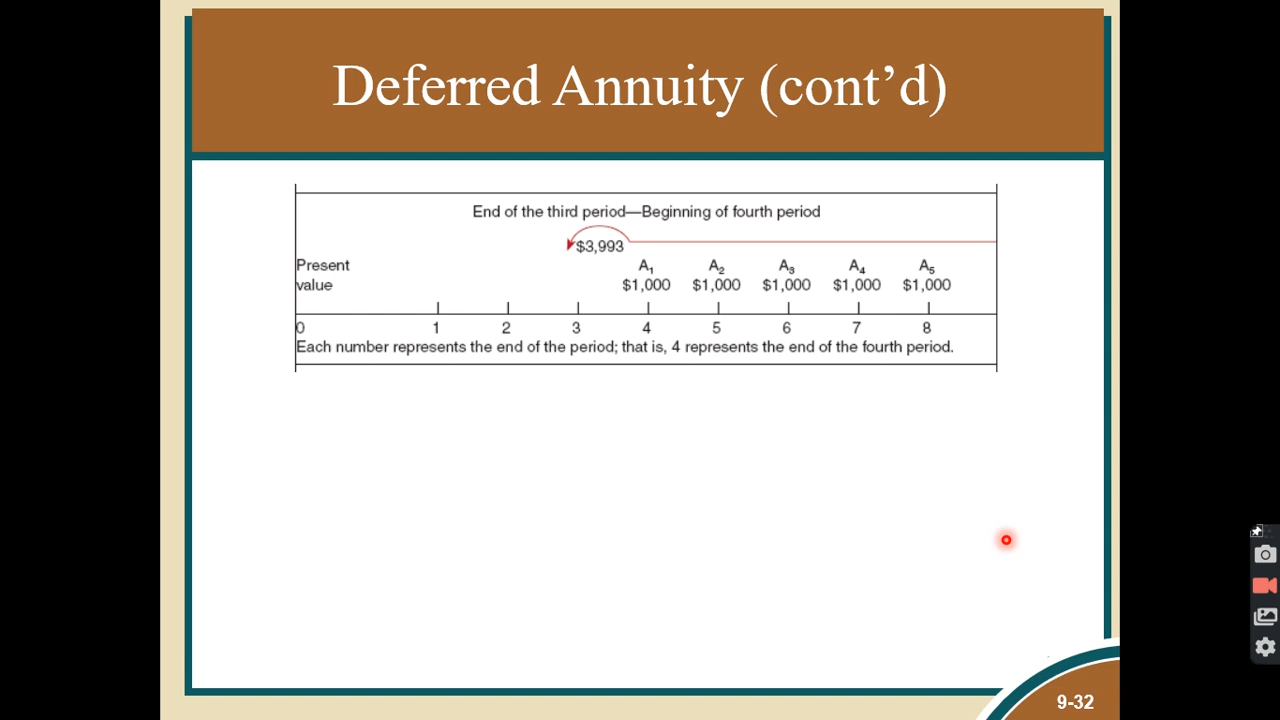 Deferred Annuity (cont’d)
End of the third period—Beginning of fourth period
$3,993
Present
value
A₁ A₂ A₃ A₄ A₅
$1,000 $1,000 $1,000 $1,000 $1,000
0 1 2 3 4 5 6 7 8
Each number represents the end of the period; that is, 4 represents the end of the fourth period.
9-32